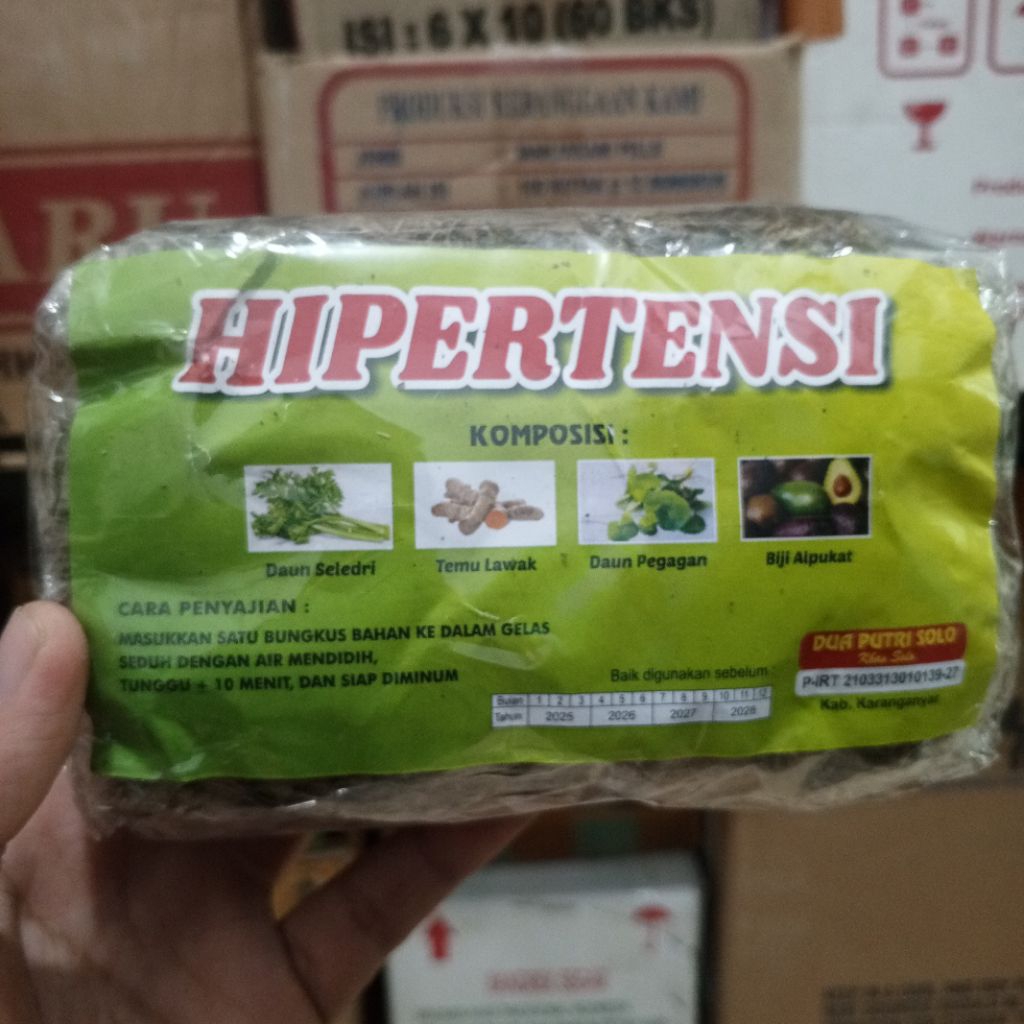 ISI : 6 X 10 (60 BKS)
HIPERTENSI
KOMPOSISI :
Daun Seledri
Temu Lawak
Daun Pegagan
Biji Alpukat
CARA PENYAJIAN :
MASUKKAN SATU BUNGKUS BAHAN KE DALAM GELAS
SEDUH DENGAN AIR MENDIDIH,
TUNGGU + 10 MENIT, DAN SIAP DIMINUM
Baik digunakan sebelum :
Bulan 1 2 3 4 5 6 7 8 9 10 11 12
Tahun 2025 2026 2027 2028
DUA PUTRI SOLO
Khas Solo
P-IRT 2103313010139-27
Kab. Karanganyar